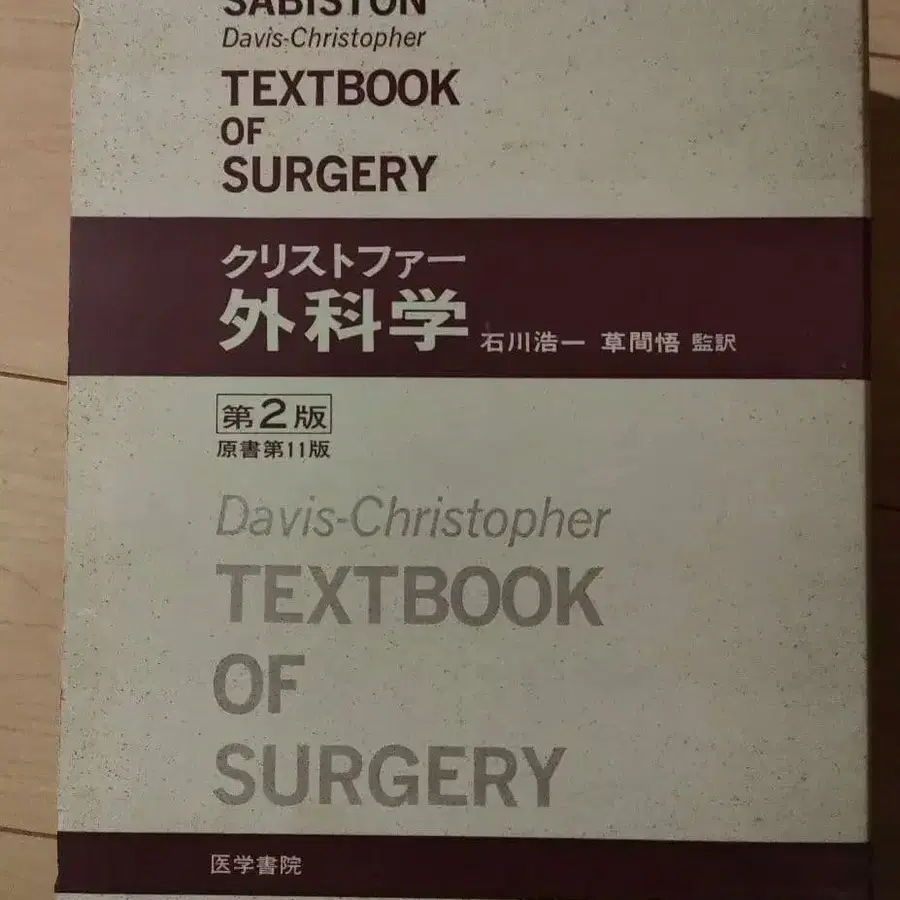 SABISTON
Davis-Christopher
TEXTBOOK
OF
SURGERY
クリストファー
外科学 石川浩一 草間悟 監訳
第2版
原書第11版
Davis-Christopher
TEXTBOOK
OF
SURGERY
医学書院